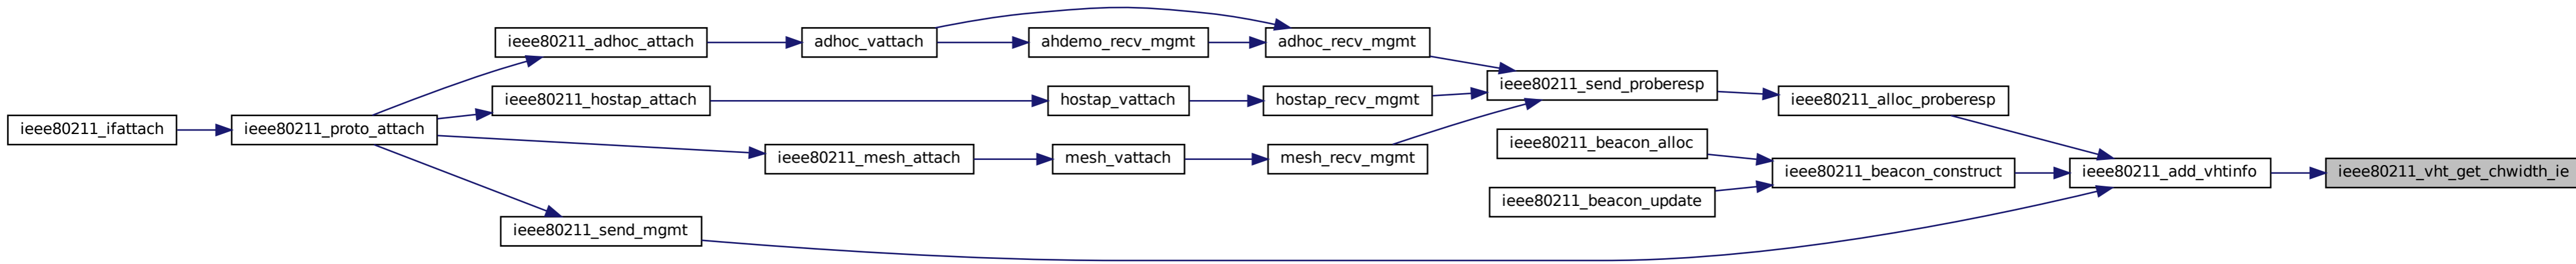 ieee80211_ifattach
ieee80211_proto_attach
ieee80211_adhoc_attach
adhoc_vattach
ahdemo_recv_mgmt
adhoc_recv_mgmt
ieee80211_hostap_attach
hostap_vattach
hostap_recv_mgmt
ieee80211_mesh_attach
mesh_vattach
mesh_recv_mgmt
ieee80211_send_mgmt
ieee80211_send_proberesp
ieee80211_beacon_alloc
ieee80211_beacon_update
ieee80211_alloc_proberesp
ieee80211_beacon_construct
ieee80211_add_vhtinfo
ieee80211_vht_get_chwidth_ie